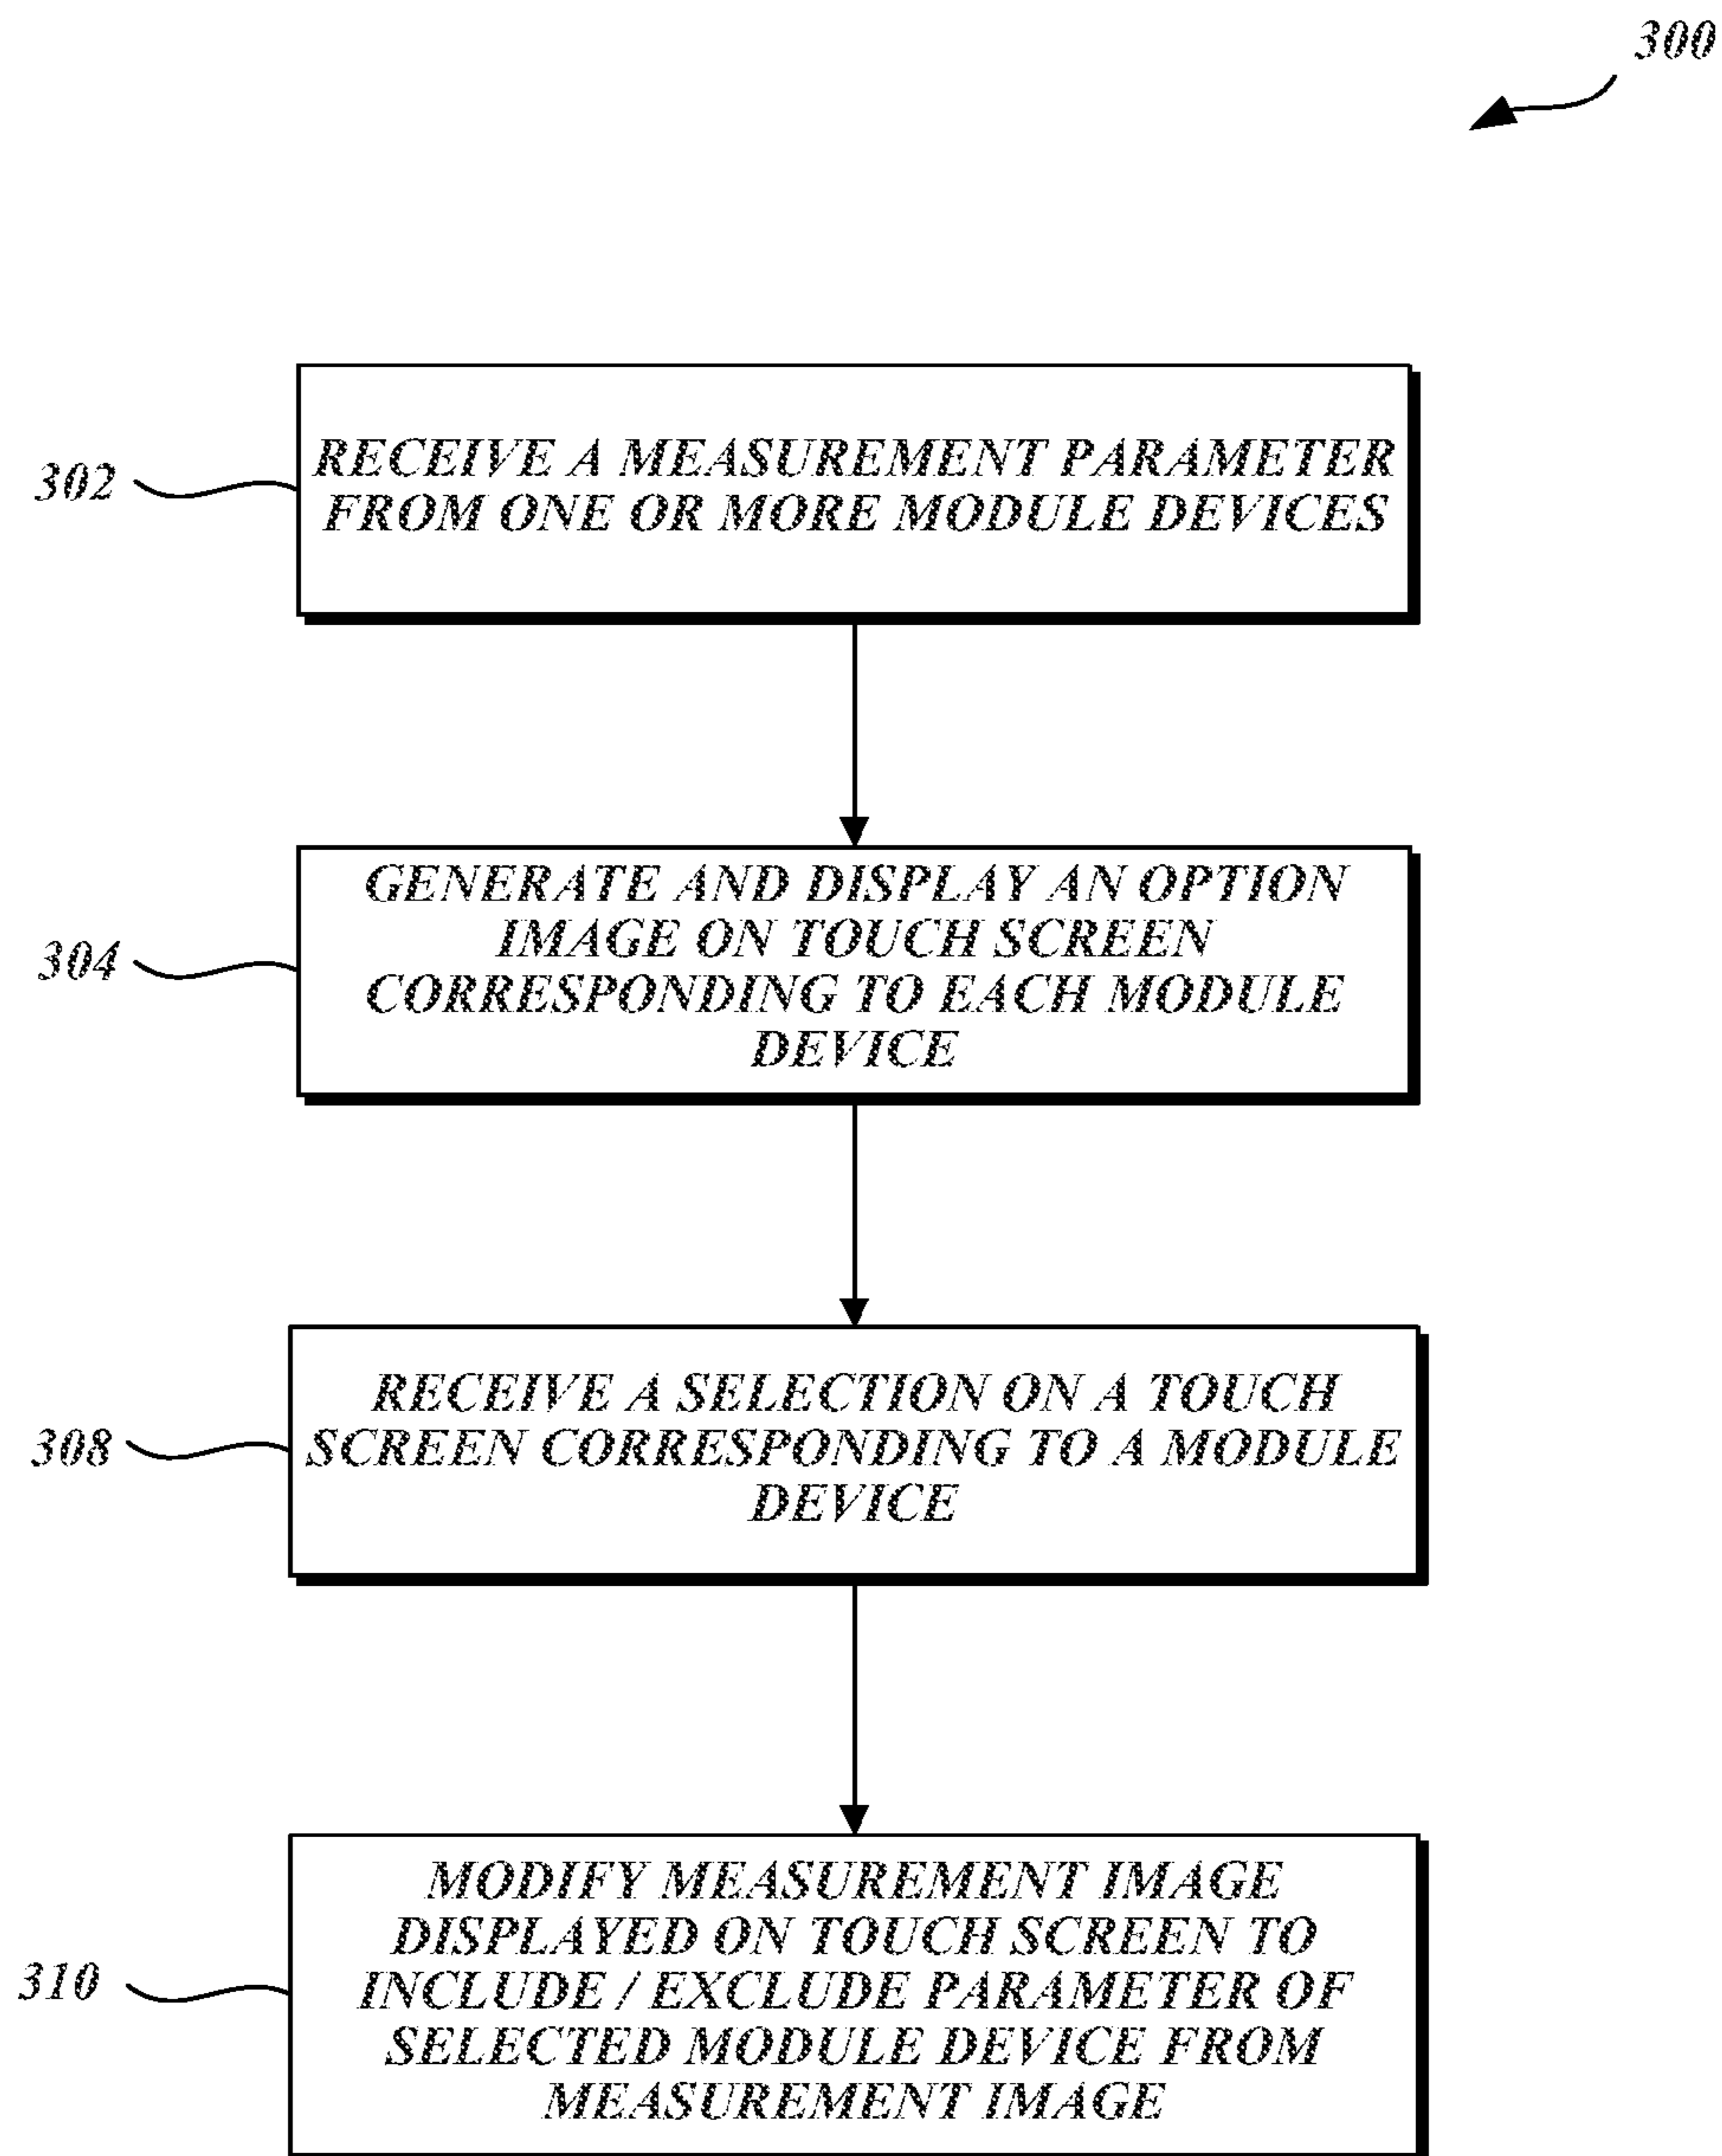 300
302
RECEIVE A MEASUREMENT PARAMETER
FROM ONE OR MORE MODULE DEVICES
304
GENERATE AND DISPLAY AN OPTION
IMAGE ON TOUCH SCREEN
CORRESPONDING TO EACH MODULE
DEVICE
308
RECEIVE A SELECTION ON A TOUCH
SCREEN CORRESPONDING TO A MODULE
DEVICE
310
MODIFY MEASUREMENT IMAGE
DISPLAYED ON TOUCH SCREEN TO
INCLUDE / EXCLUDE PARAMETER OF
SELECTED MODULE DEVICE FROM
MEASUREMENT IMAGE